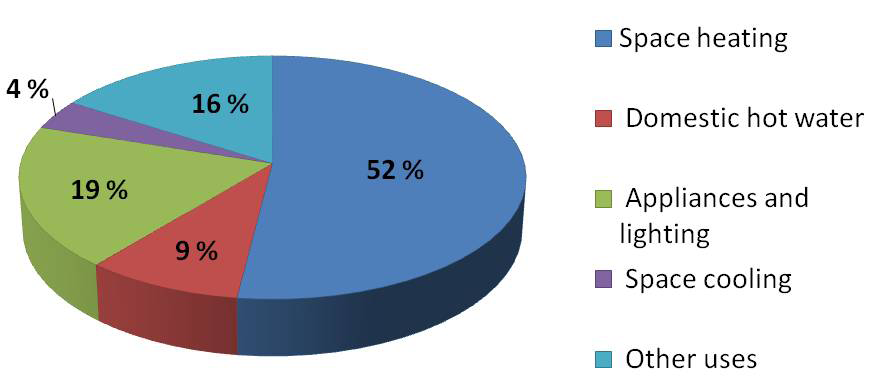 4 %
16 %
52 %
19 %
9 %
Space heating
Domestic hot water
Appliances and
lighting
Space cooling
Other uses